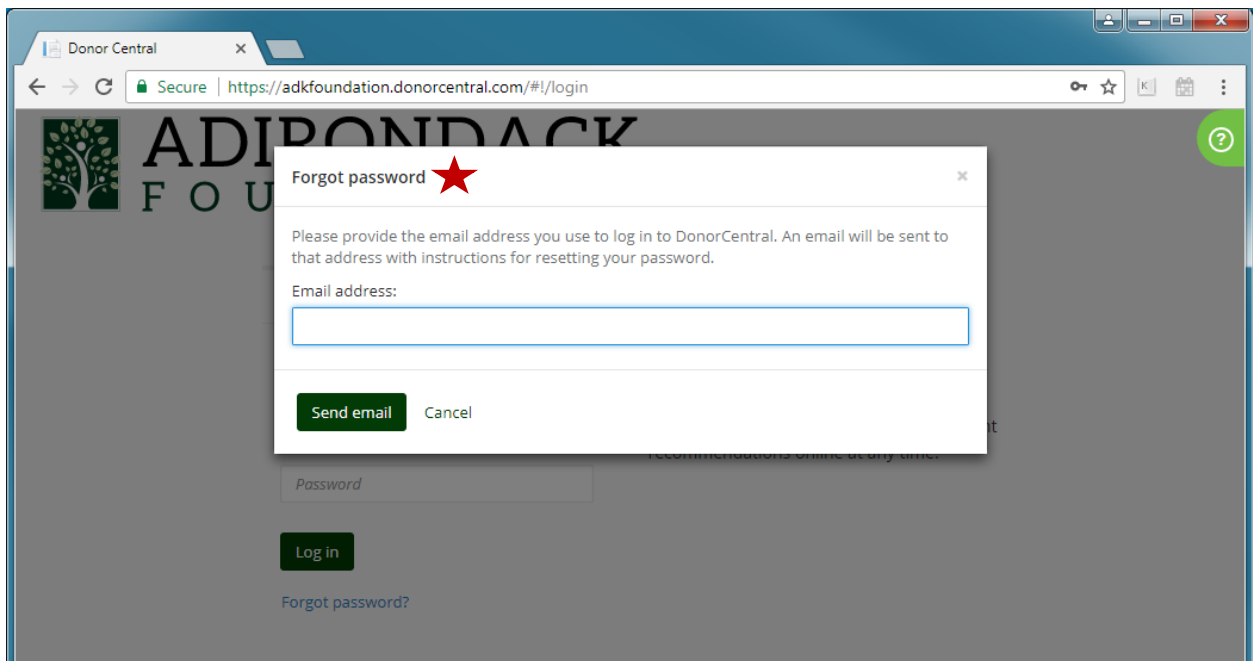 Donor Central
Secure | https://adkfoundation.donorcentral.com/#!/login
ADIRONDACK
FOU
Forgot password
Please provide the email address you use to log in to DonorCentral. An email will be sent to
that address with instructions for resetting your password.
Email address:
Send email Cancel
recommendations online at any time.
Password
Log in
Forgot password?